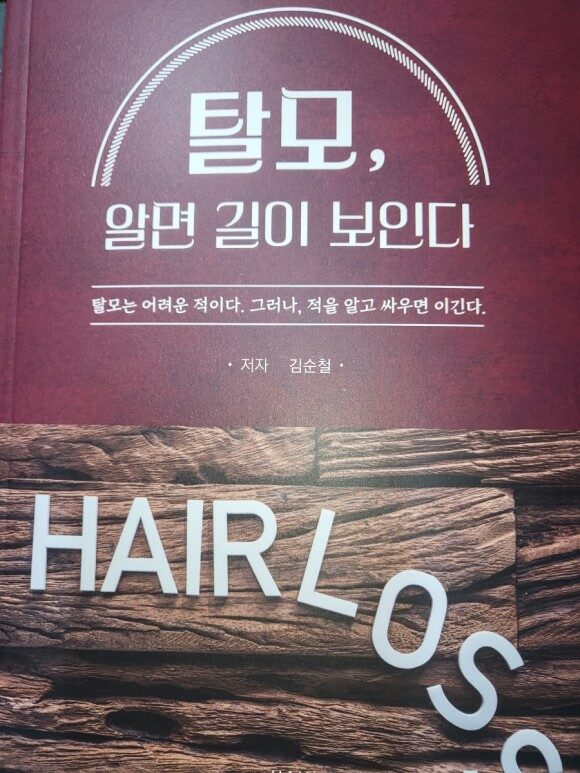 탈모,
알면 길이 보인다
탈모는 어려운 적이다. 그러나, 적을 알고 싸우면 이긴다.
• 저자 김순철 •
HAIR LOS